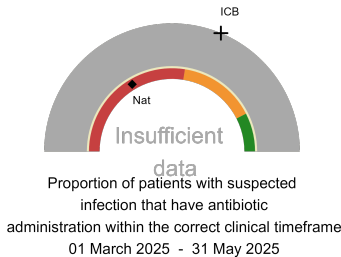 ICB
Nat
Insufficient
data
Proportion of patients with suspected
infection that have antibiotic
administration within the correct clinical timeframe
01 March 2025 - 31 May 2025